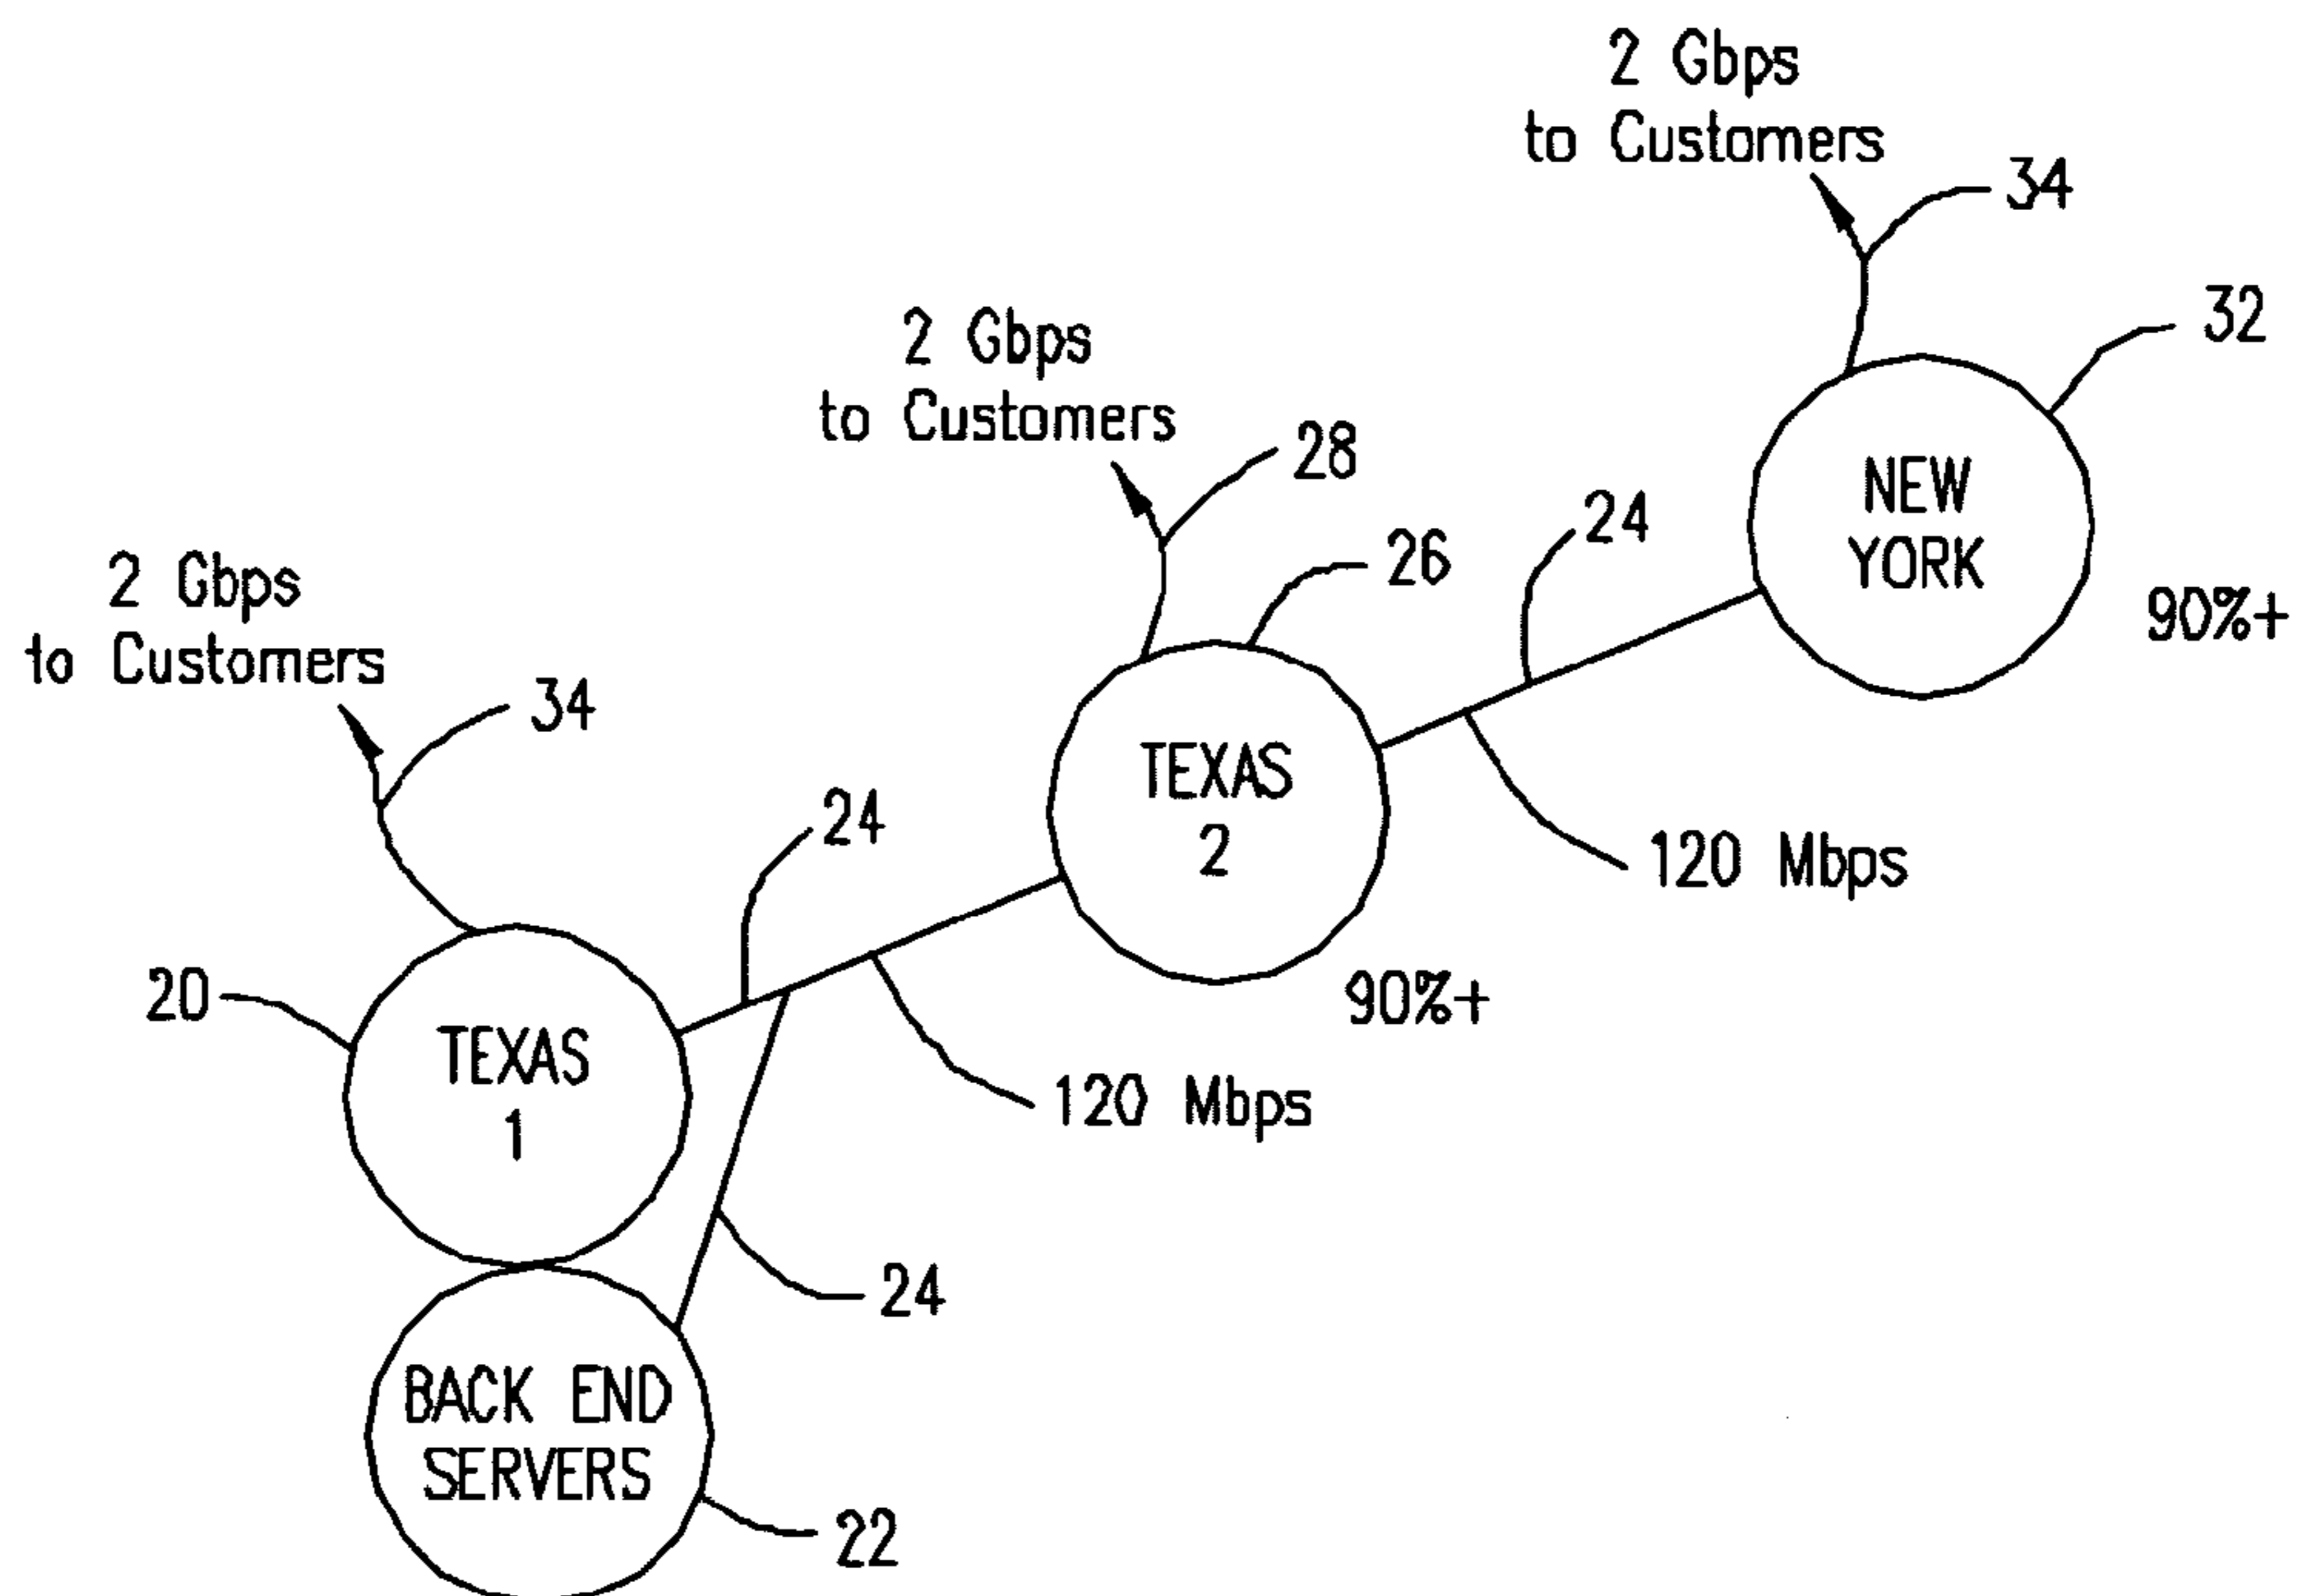 2 Gbps
to Customers
34
32
2 Gbps
to Customers
28
NEW
YORK
24
26
90%+
2 Gbps
to Customers
34
TEXAS
2
24
120 Mbps
20
90%+
TEXAS
1
120 Mbps
24
BACK END
SERVERS
22